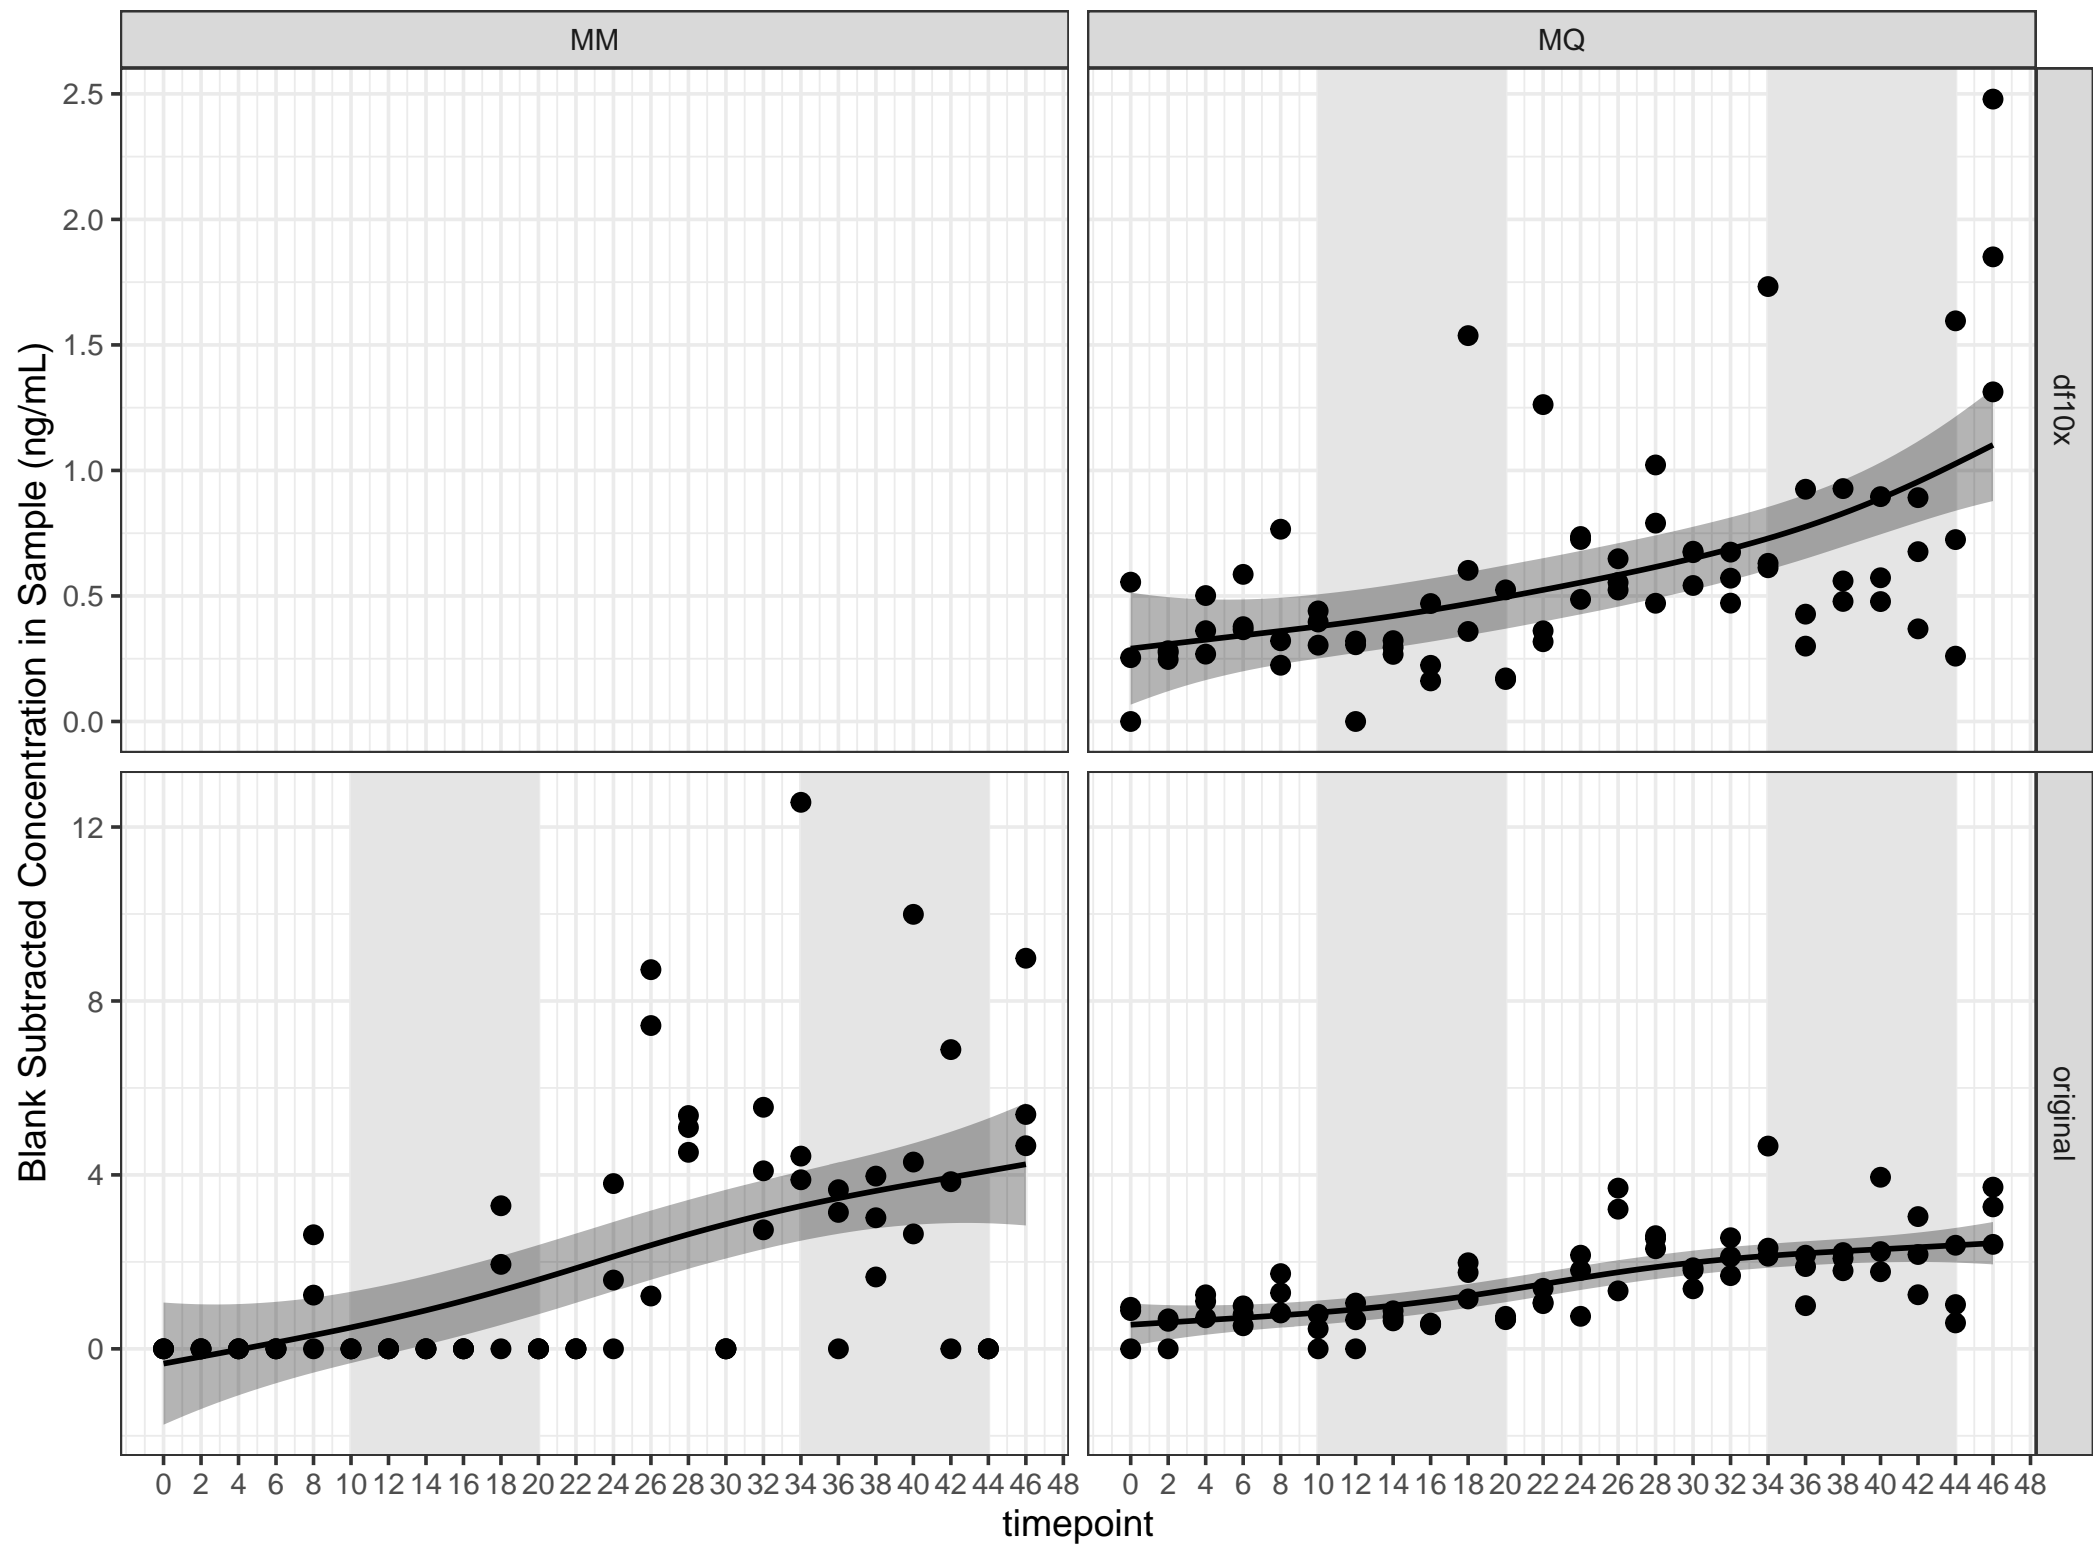 MM
MQ
2.5
2.0
1.5
1.0
0.5
0.0
df10x
Blank Subtracted Concentration in Sample (ng/mL)
12
8
4
0
original
0 2 4 6 8 10 12 14 16 18 20 22 24 26 28 30 32 34 36 38 40 42 44 46 48
0 2 4 6 8 10 12 14 16 18 20 22 24 26 28 30 32 34 36 38 40 42 44 46 48
timepoint